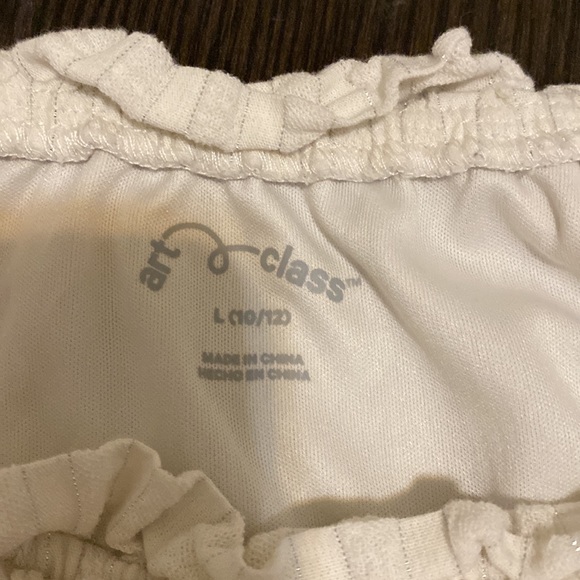 art class™
L (10/12)
MADE IN CHINA
HECHO EN CHINA